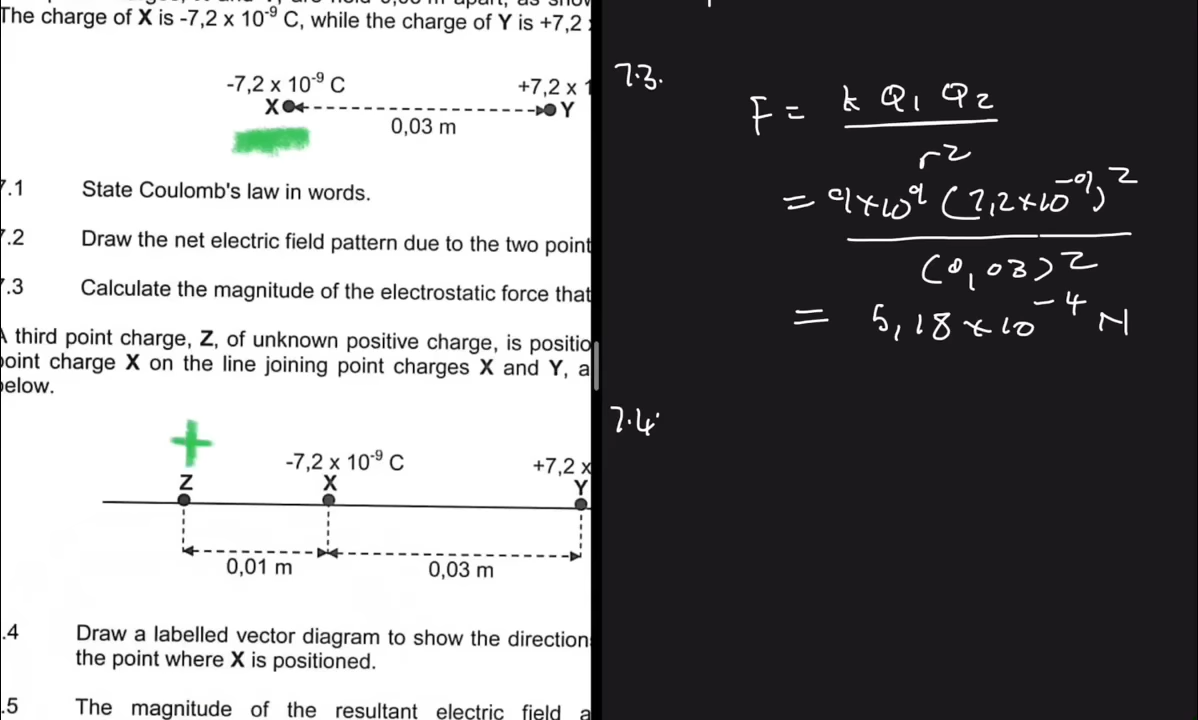 The charge of X is -7,2 x 10⁻⁹ C, while the charge of Y is +7,2
-7,2 x 10⁻⁹ C
+7,2 x 1
X
Y
0,03 m
7.1 State Coulomb's law in words.
7.2 Draw the net electric field pattern due to the two point
7.3 Calculate the magnitude of the electrostatic force that
A third point charge, Z, of unknown positive charge, is positio
point charge X on the line joining point charges X and Y, a
below.
+
-7,2 x 10⁻⁹ C
+7,2 x
Z
X
Y
0,01 m
0,03 m
.4 Draw a labelled vector diagram to show the direction
the point where X is positioned.
.5 The magnitude of the resultant electric field a
7.3.
F = k Q₁ Q₂
r²
= 9×10⁹ (7,2×10⁻⁹)²
(0,03)²
= 5,18×10⁻⁴ N
7.4